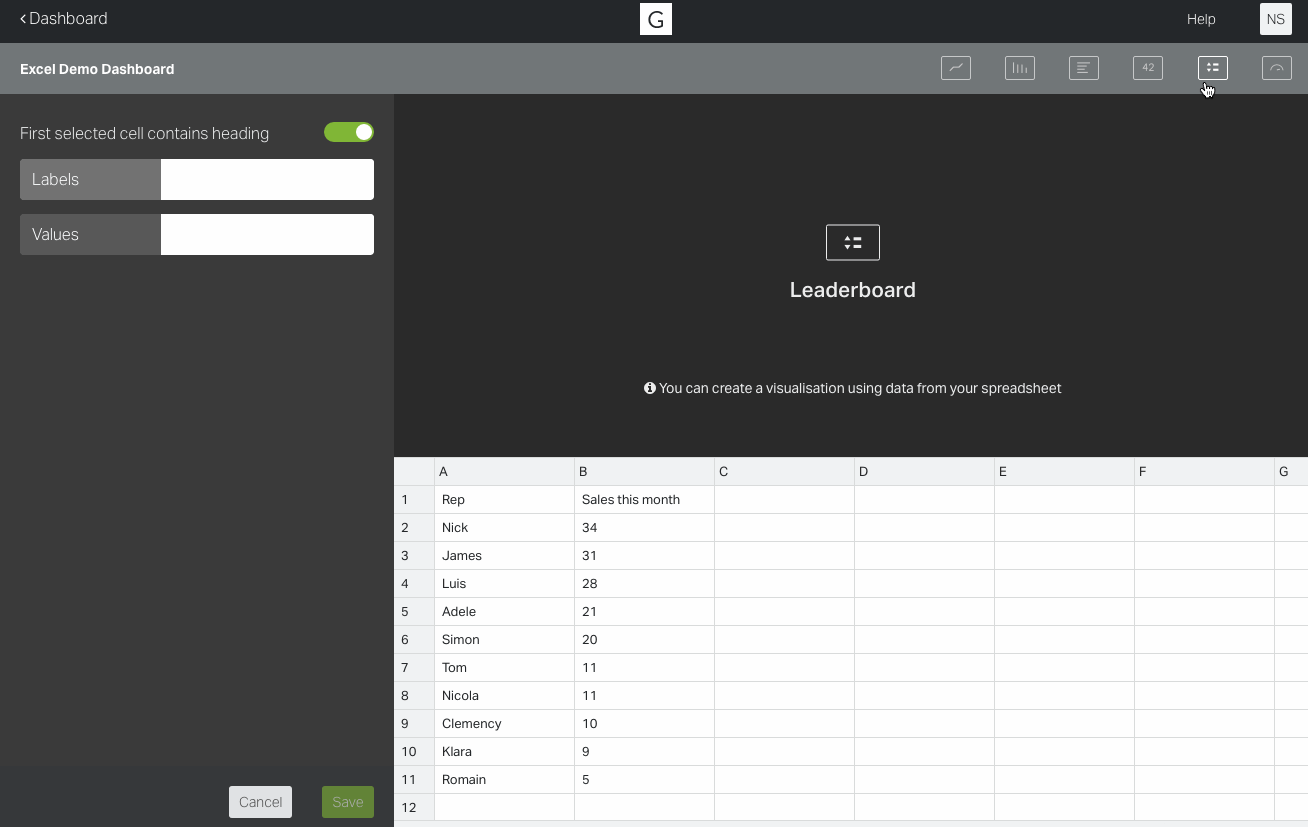 Dashboard
G
Help
NS
Excel Demo Dashboard
42
First selected cell contains heading
Labels
Values
Leaderboard
You can create a visualisation using data from your spreadsheet
A B C D E F G
1 Rep Sales this month
2 Nick 34
3 James 31
4 Luis 28
5 Adele 21
6 Simon 20
7 Tom 11
8 Nicola 11
9 Clemency 10
10 Klara 9
11 Romain 5
12
Cancel
Save